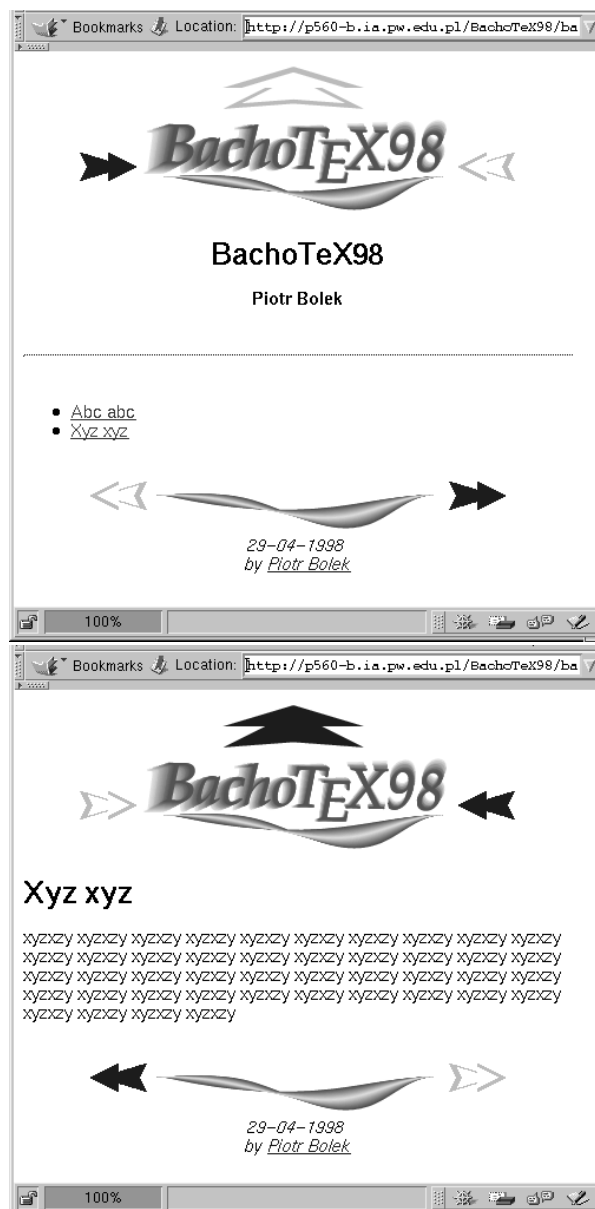 Bookmarks Location: http://p560-b.ia.pw.edu.pl/BachoTeX98/ba
BachoTEX98
BachoTeX98
Piotr Bolek
Abc abc
Xyz xyz
29-04-1998
by Piotr Bolek
100%
Bookmarks Location: http://p560-b.ia.pw.edu.pl/BachoTeX98/ba
BachoTEX98
Xyz xyz
xyzxzy xyzxzy xyzxzy xyzxzy xyzxzy xyzxzy xyzxzy xyzxzy xyzxzy xyzxzy
xyzxzy xyzxzy xyzxzy xyzxzy xyzxzy xyzxzy xyzxzy xyzxzy xyzxzy xyzxzy
xyzxzy xyzxzy xyzxzy xyzxzy xyzxzy xyzxzy xyzxzy xyzxzy xyzxzy xyzxzy
xyzxzy xyzxzy xyzxzy xyzxzy xyzxzy xyzxzy xyzxzy xyzxzy xyzxzy xyzxzy
xyzxzy xyzxzy xyzxzy xyzxzy
29-04-1998
by Piotr Bolek
100%